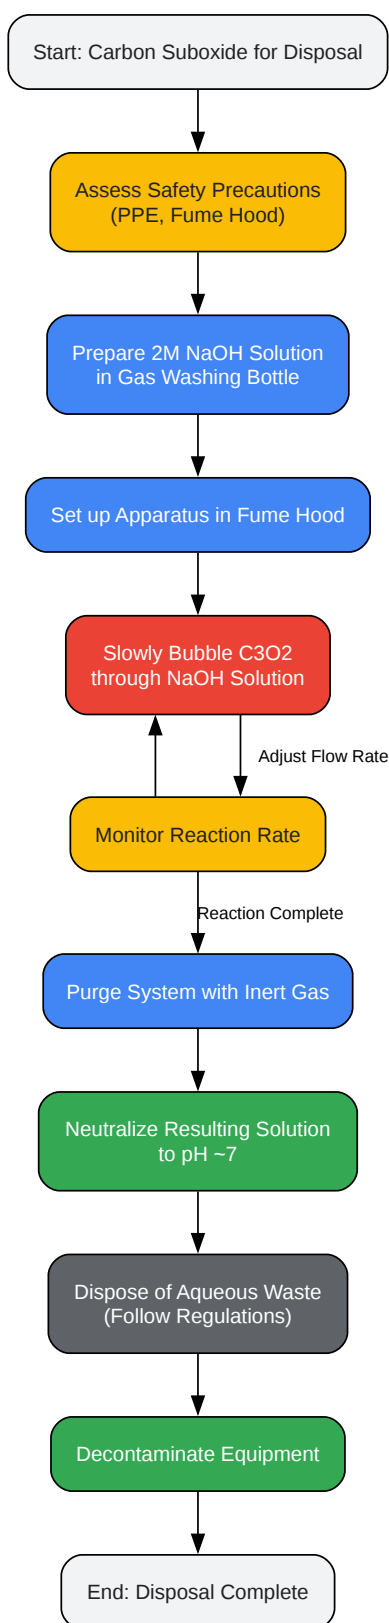 Start: Carbon Suboxide for Disposal
Assess Safety Precautions
(PPE, Fume Hood)
Prepare 2M NaOH Solution
in Gas Washing Bottle
Set up Apparatus in Fume Hood
Slowly Bubble C3O2
through NaOH Solution
Adjust Flow Rate
Monitor Reaction Rate
Reaction Complete
Purge System with Inert Gas
Neutralize Resulting Solution
to pH ~7
Dispose of Aqueous Waste
(Follow Regulations)
Decontaminate Equipment
End: Disposal Complete